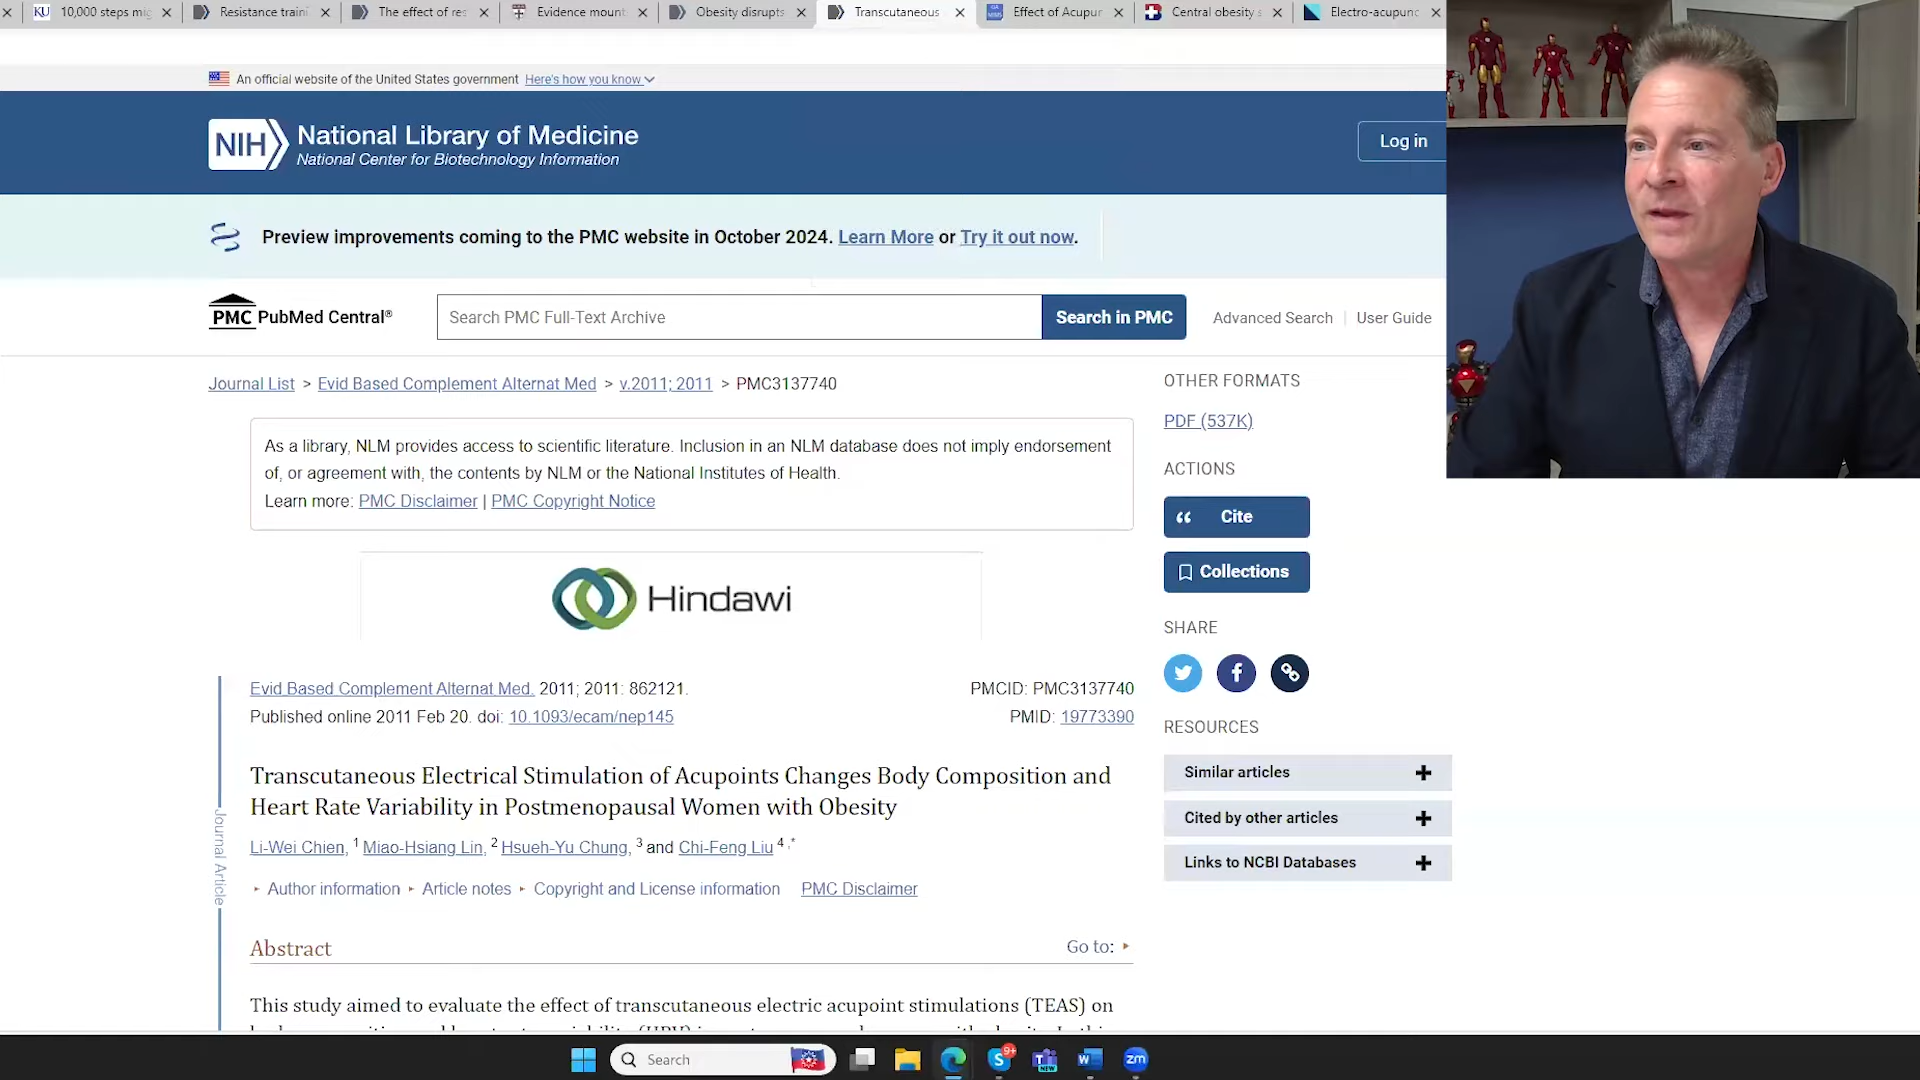 10,000 steps mig
Resistance traini
The effect of res
Evidence mount
Obesity disrupts
Transcutaneous
Effect of Acupur
Central obesity s
Electro-acupunc
An official website of the United States government Here's how you know
NIH National Library of Medicine
National Center for Biotechnology Information
Log in
Preview improvements coming to the PMC website in October 2024. Learn More or Try it out now.
PMC PubMed Central®
Search PMC Full-Text Archive
Search in PMC
Advanced Search | User Guide
Journal List > Evid Based Complement Alternat Med > v.2011; 2011 > PMC3137740
As a library, NLM provides access to scientific literature. Inclusion in an NLM database does not imply endorsement
of, or agreement with, the contents by NLM or the National Institutes of Health.
Learn more: PMC Disclaimer | PMC Copyright Notice
Hindawi
Evid Based Complement Alternat Med. 2011; 2011: 862121.
PMCID: PMC3137740
Published online 2011 Feb 20. doi: 10.1093/ecam/nep145
PMID: 19773390
Journal Article
Transcutaneous Electrical Stimulation of Acupoints Changes Body Composition and
Heart Rate Variability in Postmenopausal Women with Obesity
Li-Wei Chien, 1 Miao-Hsiang Lin, 2 Hsueh-Yu Chung, 3 and Chi-Feng Liu 4,*
Author information Article notes Copyright and License information PMC Disclaimer
Abstract
Go to:
This study aimed to evaluate the effect of transcutaneous electric acupoint stimulations (TEAS) on
OTHER FORMATS
PDF (537K)
ACTIONS
Cite
Collections
SHARE
RESOURCES
Similar articles
Cited by other articles
Links to NCBI Databases
Search